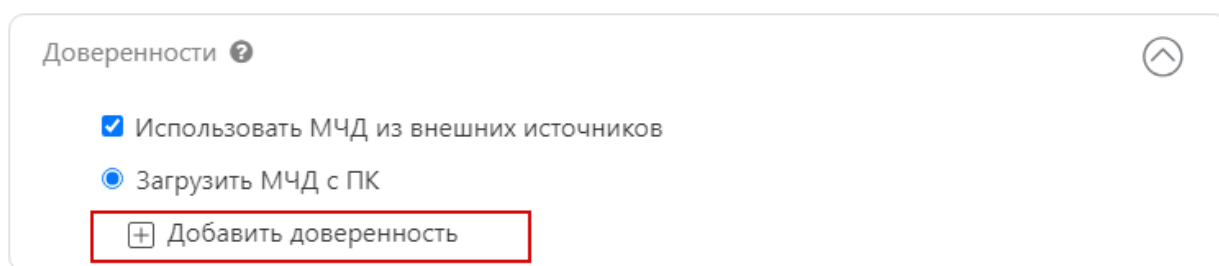 Доверенности
Использовать МЧД из внешних источников
Загрузить МЧД с ПК
Добавить доверенность